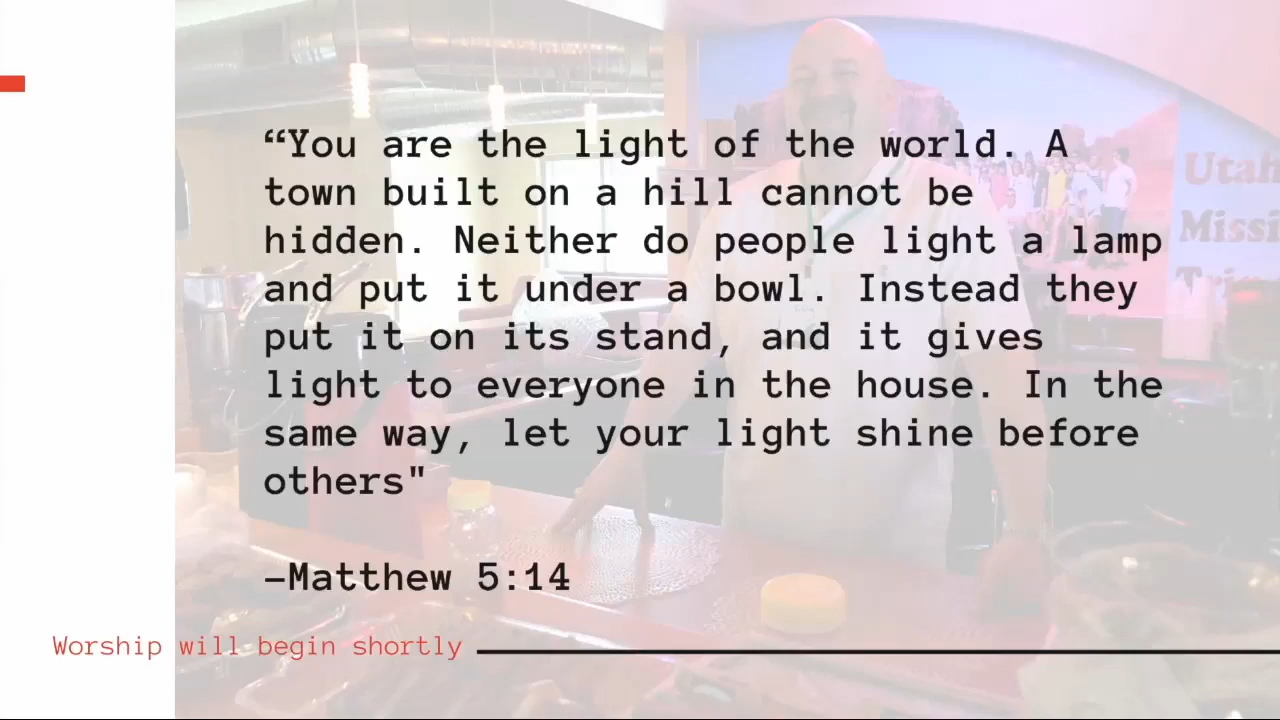 “You are the light of the world. A
town built on a hill cannot be
hidden. Neither do people light a lamp
and put it under a bowl. Instead they
put it on its stand, and it gives
light to everyone in the house. In the
same way, let your light shine before
others"
–Matthew 5:14
Worship will begin shortly
Utah
Missi